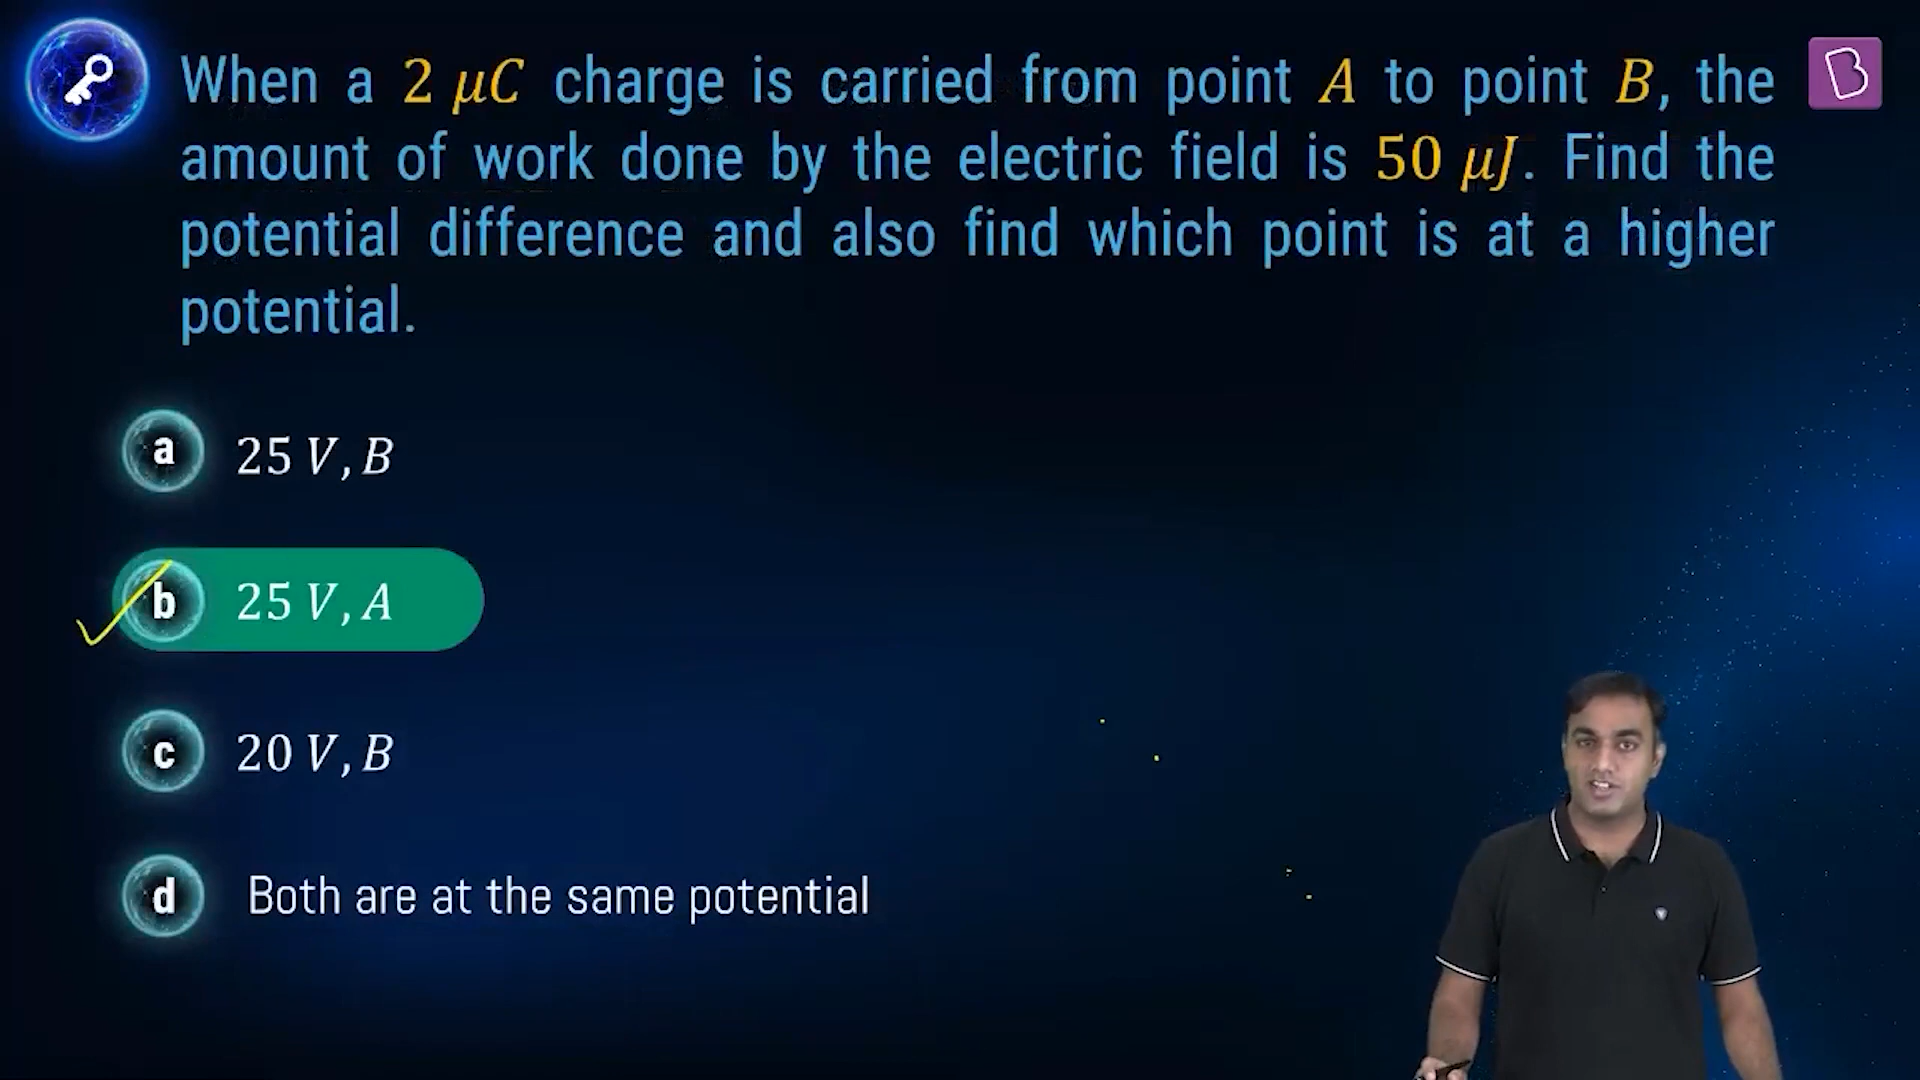 When a 2 μC charge is carried from point A to point B, the
amount of work done by the electric field is 50 μJ. Find the
potential difference and also find which point is at a higher
potential.
a 25 V, B
b 25 V, A
c 20 V, B
d Both are at the same potential